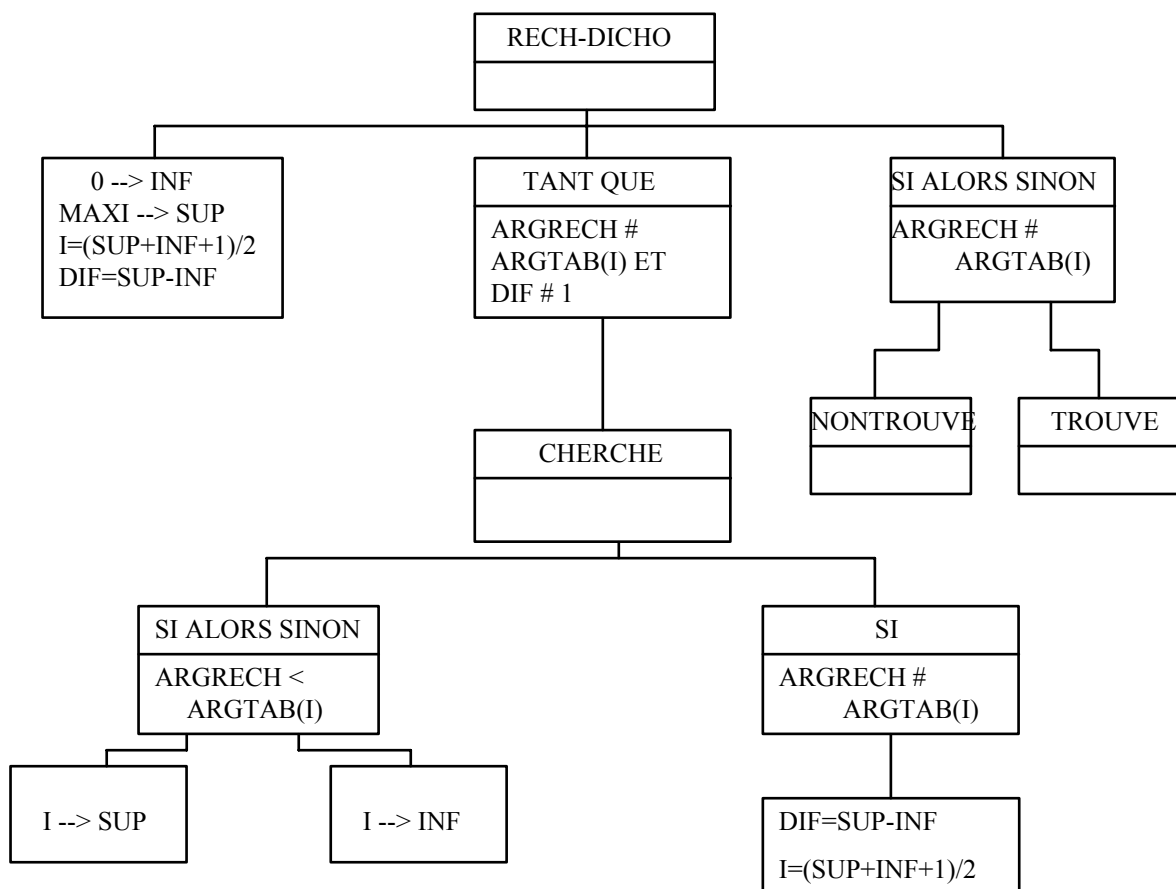 RECH-DICHO
0 --> INF
MAXI --> SUP
I=(SUP+INF+1)/2
DIF=SUP-INF
TANT QUE
ARGRECH #
ARGTAB(I) ET
DIF # 1
SI ALORS SINON
ARGRECH #
ARGTAB(I)
NONTROUVE
TROUVE
CHERCHE
SI ALORS SINON
ARGRECH <
ARGTAB(I)
SI
ARGRECH #
ARGTAB(I)
I --> SUP
I --> INF
DIF=SUP-INF
I=(SUP+INF+1)/2